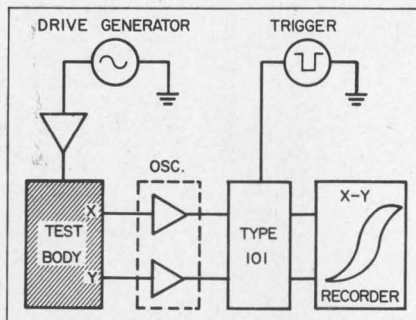 DRIVE GENERATOR
TRIGGER
OSC.
X
Y
TEST
BODY
TYPE
101
X-Y
RECORDER